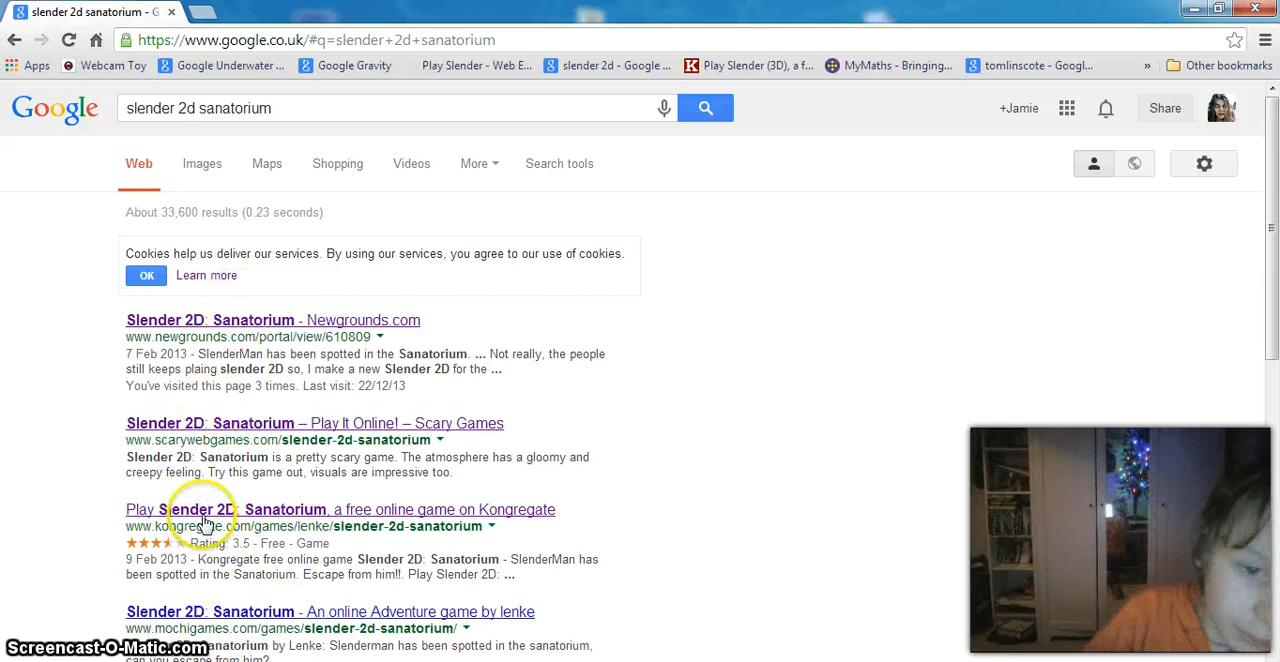 slender 2d sanatorium - G
https://www.google.co.uk/#q=slender+2d+sanatorium
Apps Webcam Toy Google Underwater ... Google Gravity Play Slender - Web E... slender 2d - Google ... Play Slender (3D), a f... MyMaths - Bringing... tomlinscote - Googl... » Other bookmarks
Google slender 2d sanatorium +Jamie Share
Web Images Maps Shopping Videos More Search tools
About 33,600 results (0.23 seconds)
Cookies help us deliver our services. By using our services, you agree to our use of cookies.
OK Learn more
Slender 2D: Sanatorium - Newgrounds.com
www.newgrounds.com/portal/view/610809
7 Feb 2013 - SlenderMan has been spotted in the Sanatorium. ... Not really, the people
still keeps plaing slender 2D so, I make a new Slender 2D for the ...
You've visited this page 3 times. Last visit: 22/12/13
Slender 2D: Sanatorium – Play It Online! – Scary Games
www.scarywebgames.com/slender-2d-sanatorium
Slender 2D: Sanatorium is a pretty scary game. The atmosphere has a gloomy and
creepy feeling. Try this game out, visuals are impressive too.
Play Slender 2D: Sanatorium, a free online game on Kongregate
www.kongregate.com/games/lenke/slender-2d-sanatorium
Rating: 3.5 - Free - Game
9 Feb 2013 - Kongregate free online game Slender 2D: Sanatorium - SlenderMan has
been spotted in the Sanatorium. Escape from him!!. Play Slender 2D: ...
Slender 2D: Sanatorium - An online Adventure game by lenke
www.mochigames.com/games/slender-2d-sanatorium/
Sanatorium by Lenke: Slenderman has been spotted in the sanatorium,
can you escape from him?
Screencast-O-Matic.com